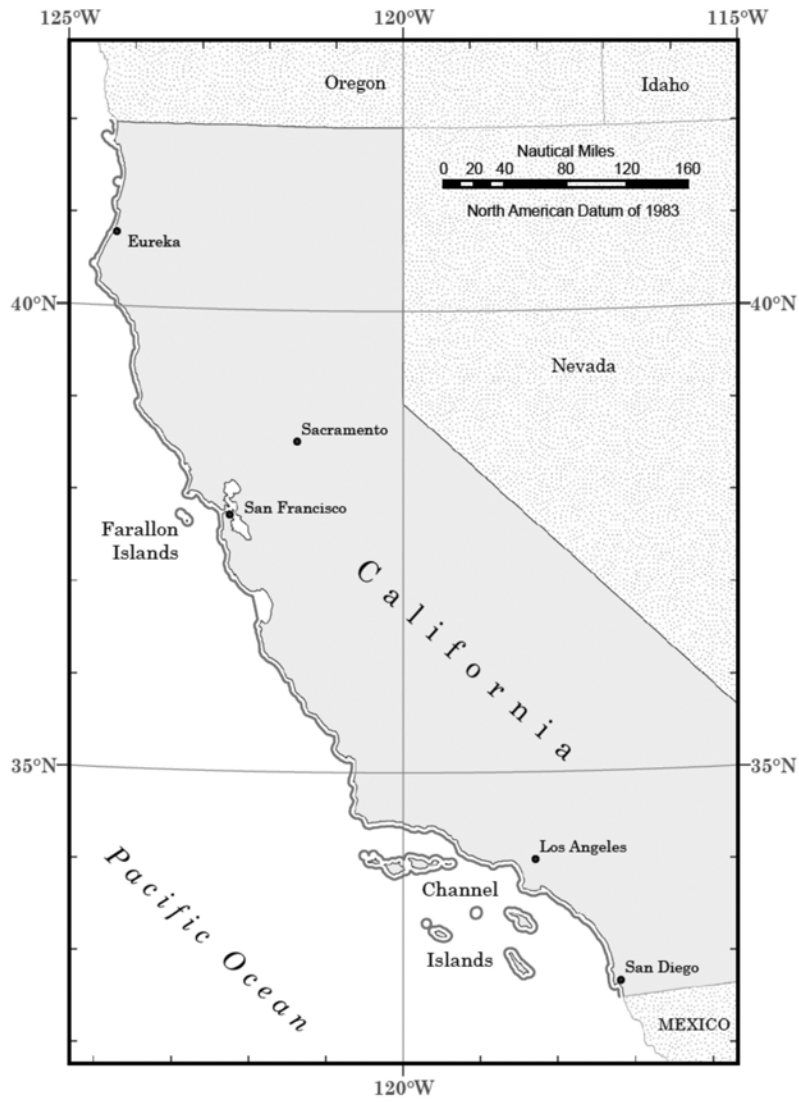 125°W 120°W 115°W
Oregon
Idaho
Nautical Miles
0 20 40 80 120 160
North American Datum of 1983
Eureka
40°N 40°N
Nevada
Sacramento
San Francisco
Farallon
Islands
California
35°N 35°N
Los Angeles
Pacific Ocean
Channel
Islands
San Diego
MEXICO
120°W